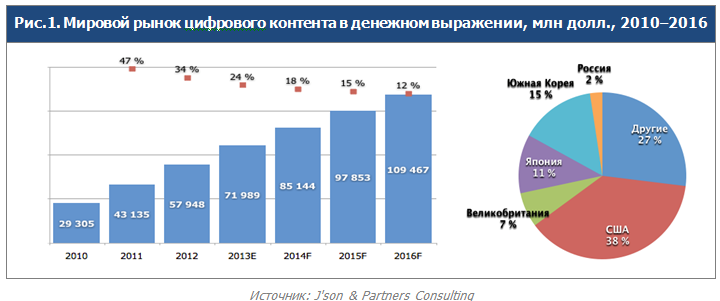 Рис.1. Мировой рынок цифрового контента в денежном выражении, млн долл., 2010–2016
47 % 34 % 24 % 18 % 15 % 12 %
29 305 43 135 57 948 71 989 85 144 97 853 109 467
2010 2011 2012 2013E 2014F 2015F 2016F
Россия
2 %
Южная Корея
15 %
Другие
27 %
Япония
11 %
Великобритания
7 %
США
38 %
Источник: J'son & Partners Consulting